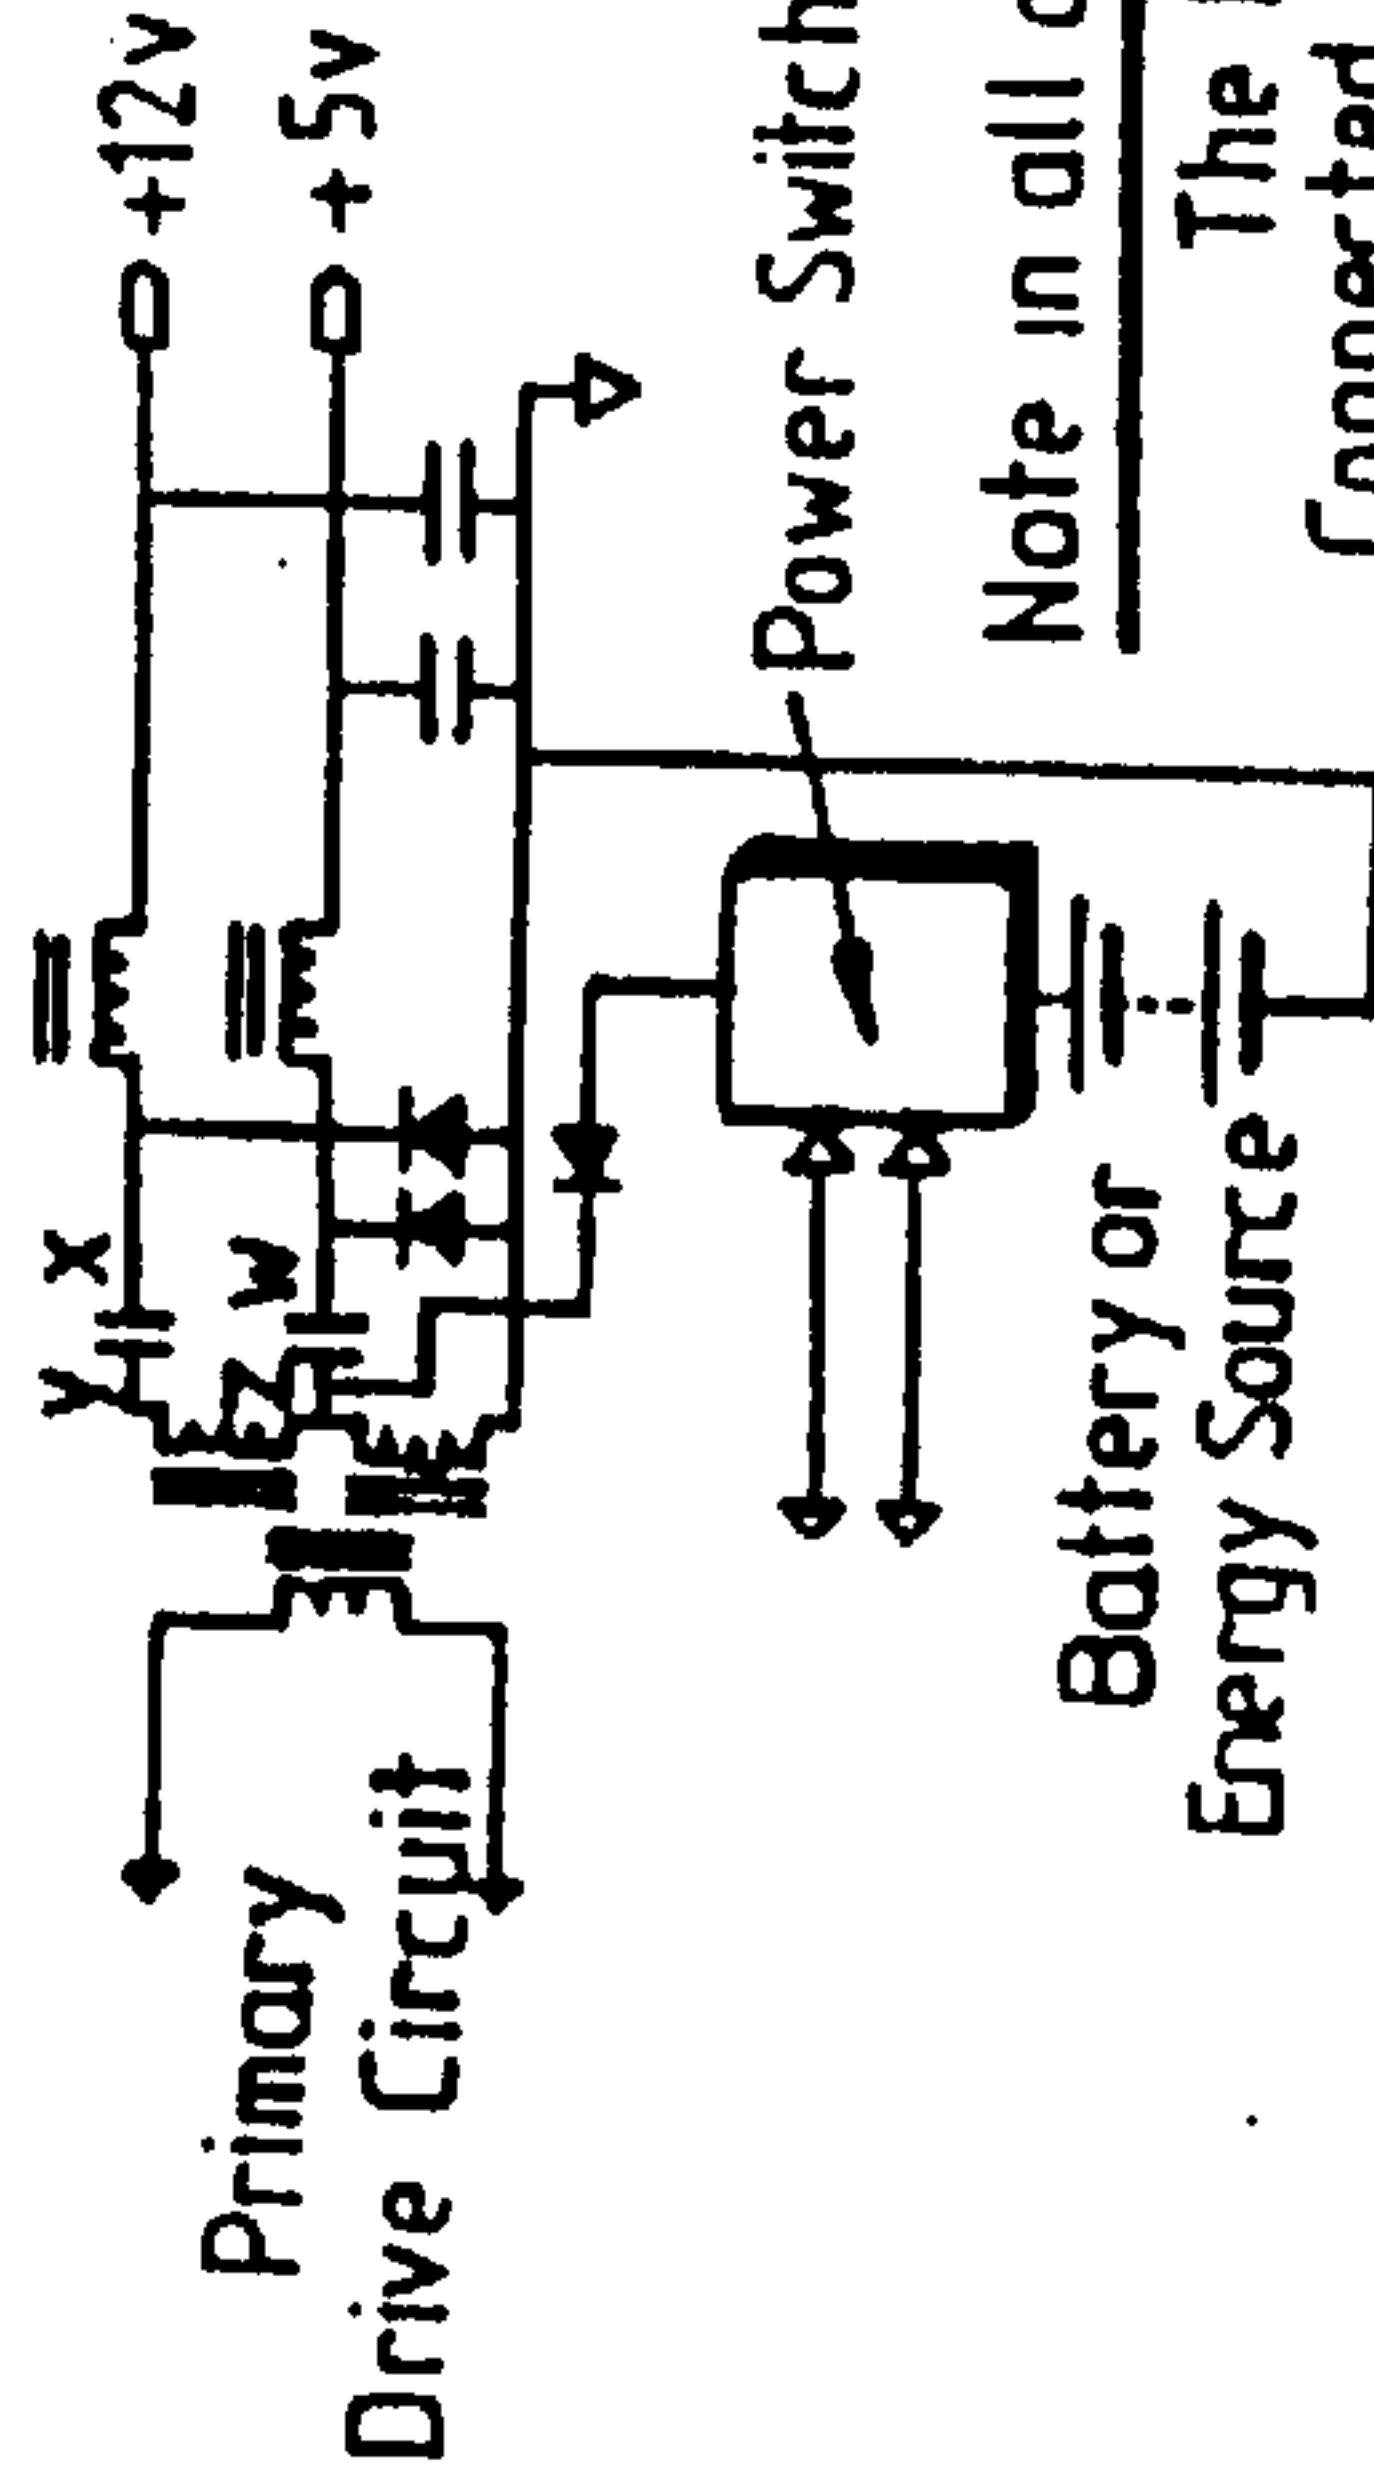 +12v
+5v
X
Y
W
Z
Primary
Drive Circuit
Power Switch
Battery or
Energy Source
Note in all
The